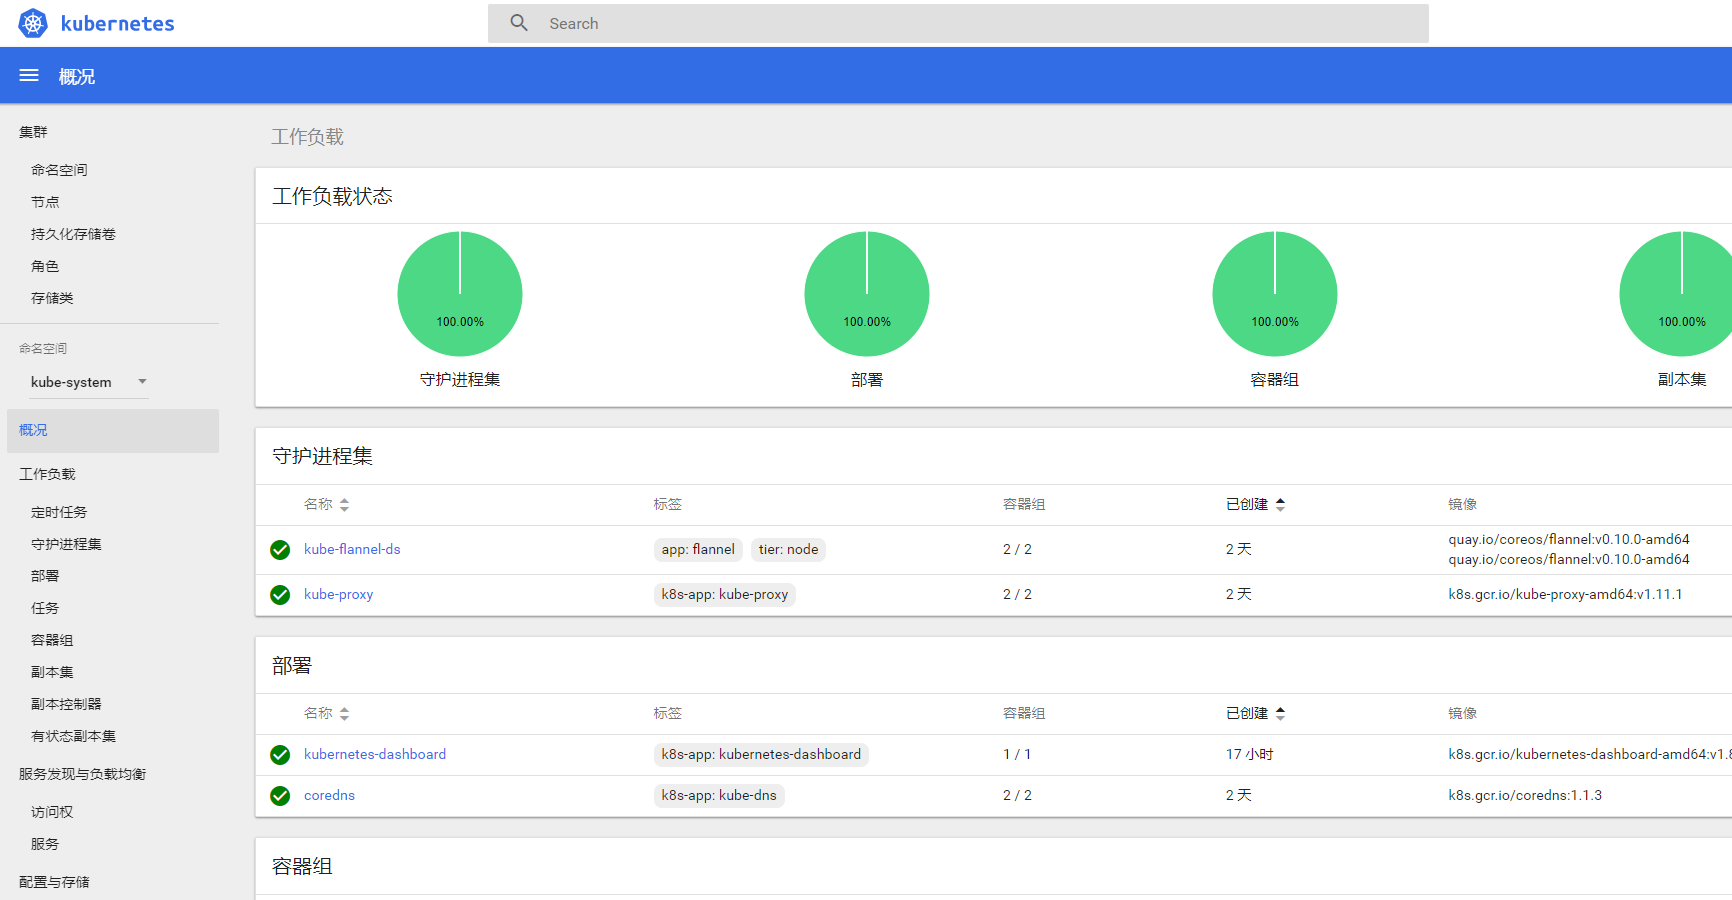 kubernetes
Search
概况
集群
命名空间
节点
持久化存储卷
角色
存储类
命名空间
kube-system
概况
工作负载
定时任务
守护进程集
部署
任务
容器组
副本集
副本控制器
有状态副本集
服务发现与负载均衡
访问权
服务
配置与存储
工作负载
工作负载状态
100.00% 100.00% 100.00% 100.00%
守护进程集 部署 容器组 副本集
守护进程集
名称 标签 容器组 已创建 镜像
kube-flannel-ds app: flannel tier: node 2 / 2 2 天 quay.io/coreos/flannel:v0.10.0-amd64
quay.io/coreos/flannel:v0.10.0-amd64
kube-proxy k8s-app: kube-proxy 2 / 2 2 天 k8s.gcr.io/kube-proxy-amd64:v1.11.1
部署
名称 标签 容器组 已创建 镜像
kubernetes-dashboard k8s-app: kubernetes-dashboard 1 / 1 17 小时 k8s.gcr.io/kubernetes-dashboard-amd64:v1.8
coredns k8s-app: kube-dns 2 / 2 2 天 k8s.gcr.io/coredns:1.1.3
容器组